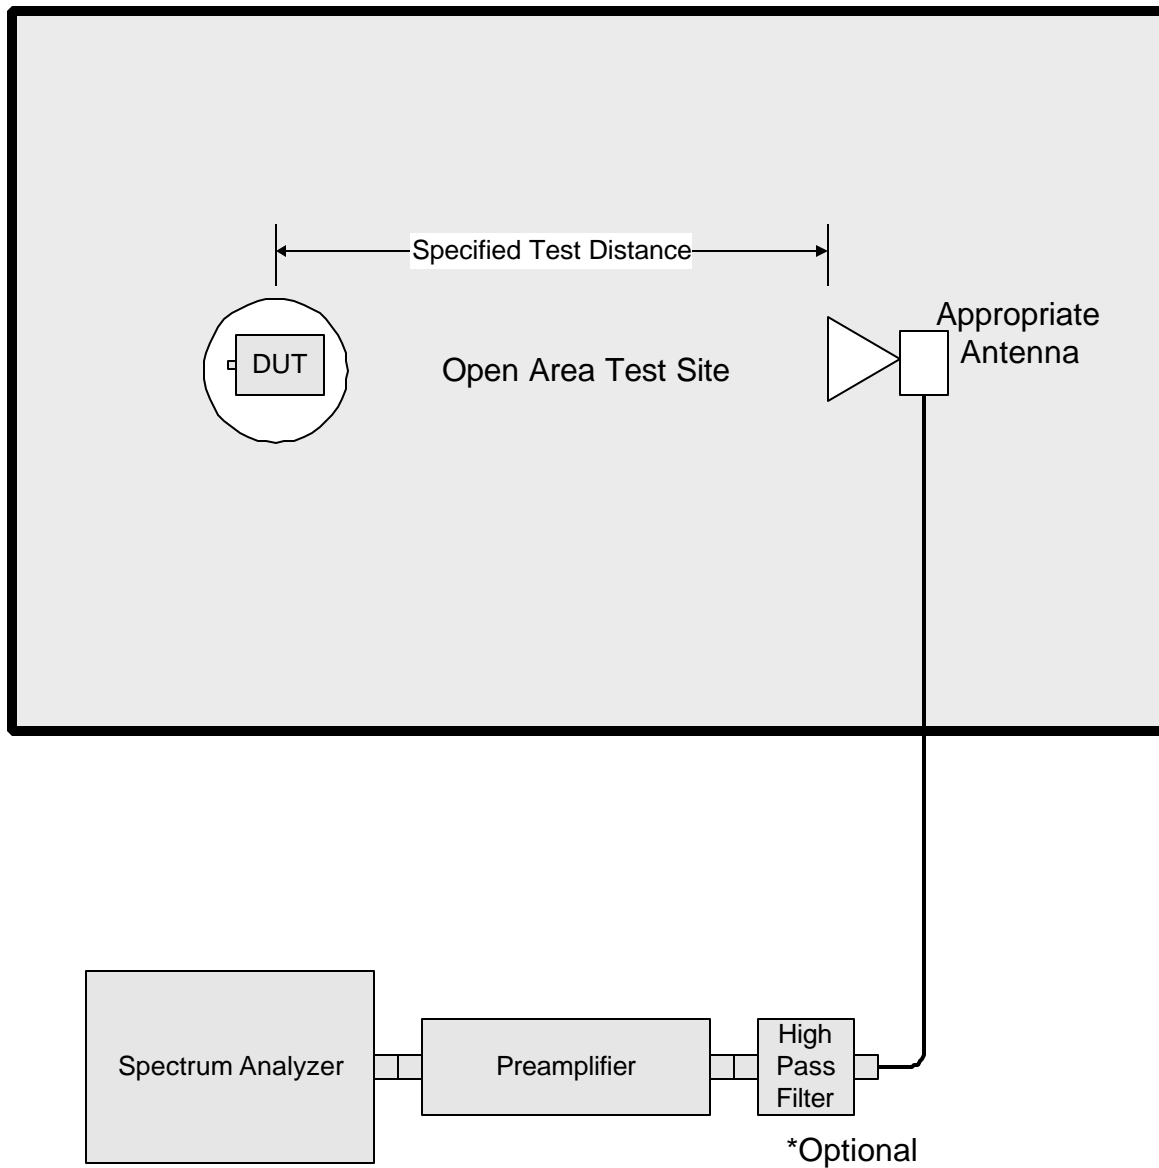 Specified Test Distance
Appropriate
Antenna
DUT
Open Area Test Site
Spectrum Analyzer
Preamplifier
High
Pass
Filter
*Optional